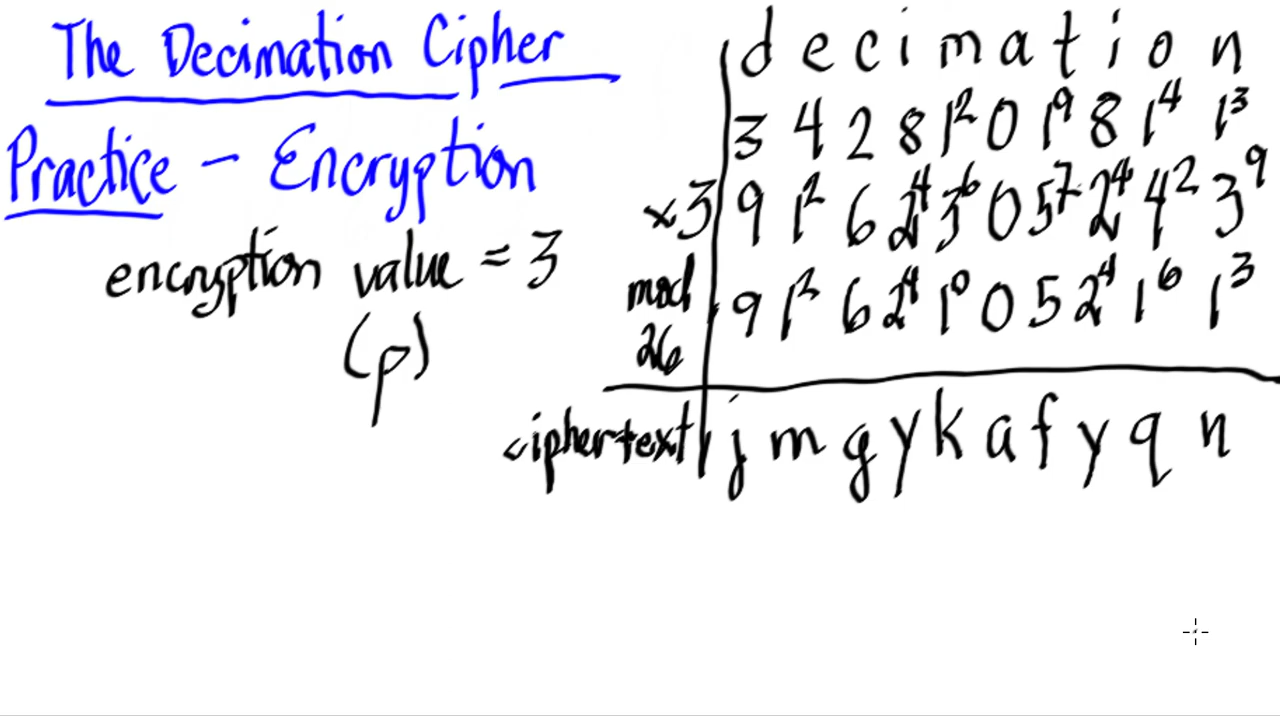 The Decimation Cipher
Practice - Encryption
encryption value = 3
(p)
d e c i m a t i o n
3 4 2 8 12 0 19 8 14 13
x3 9 12 6 24 36 0 57 24 42 39
mod 26 9 12 6 24 10 0 5 24 16 13
ciphertext j m g y k a f y q n